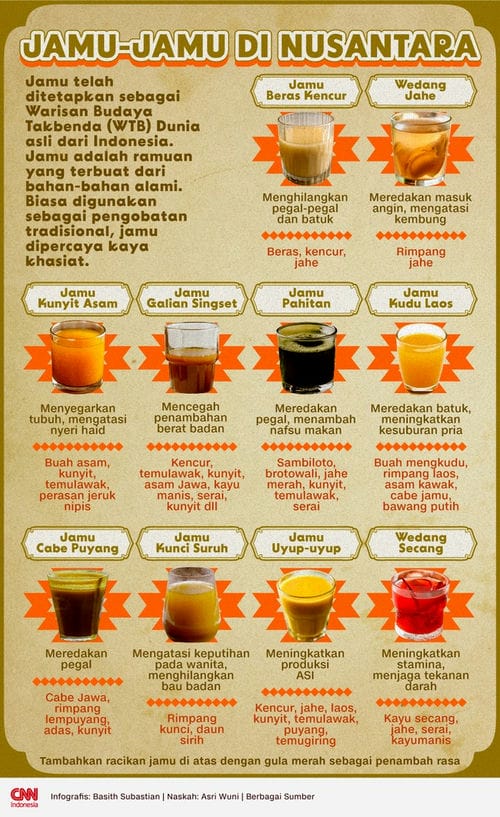 JAMU-JAMU DI NUSANTARA
Jamu telah
ditetapkan sebagai
Warisan Budaya
Takbenda (WTB) Dunia
asli dari Indonesia.
Jamu adalah ramuan
yang terbuat dari
bahan-bahan alami.
Biasa digunakan
sebagai pengobatan
tradisional, jamu
dipercaya kaya
khasiat.
Jamu
Beras Kencur
Menghilangkan
pegal-pegal
dan batuk
Beras, kencur,
jahe
Wedang
Jahe
Meredakan masuk
angin, mengatasi
kembung
Rimpang
jahe
Jamu
Kunyit Asam
Menyegarkan
tubuh, mengatasi
nyeri haid
Buah asam,
kunyit,
temulawak,
perasan jeruk
nipis
Jamu
Galian Singset
Mencegah
penambahan
berat badan
Kencur,
temulawak, kunyit,
asam Jawa, kayu
manis, serai,
kunyit dll
Jamu
Pahitan
Meredakan
pegal, menambah
nafsu makan
Sambiloto,
brotowali, jahe
merah, kunyit,
temulawak,
serai
Jamu
Kudu Laos
Meredakan batuk,
meningkatkan
kesuburan pria
Buah mengkudu,
rimpang laos,
asam kawak,
cabe jamu,
bawang putih
Jamu
Cabe Puyang
Meredakan
pegal
Cabe Jawa,
rimpang
lempuyang,
adas, kunyit
Jamu
Kunci Suruh
Mengatasi keputihan
pada wanita,
menghilangkan
bau badan
Rimpang
kunci, daun
sirih
Jamu
Uyup-uyup
Meningkatkan
produksi
ASI
Kencur, jahe, laos,
kunyit, temulawak,
puyang,
temugiring
Wedang
Secang
Meningkatkan
stamina,
menjaga tekanan
darah
Kayu secang,
jahe, serai,
kayumanis
Tambahkan racikan jamu di atas dengan gula merah sebagai penambah rasa
CNN
Indonesia
Infografis: Basith Subastian | Naskah: Asri Wuni | Berbagai Sumber